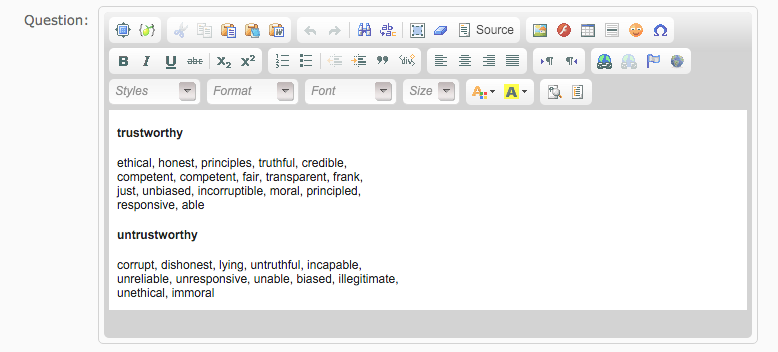 Question:
Source
B I U abc X2 X2
Styles Format Font Size A A
trustworthy
ethical, honest, principles, truthful, credible,
competent, competent, fair, transparent, frank,
just, unbiased, incorruptible, moral, principled,
responsive, able
untrustworthy
corrupt, dishonest, lying, untruthful, incapable,
unreliable, unresponsive, unable, biased, illegitimate,
unethical, immoral